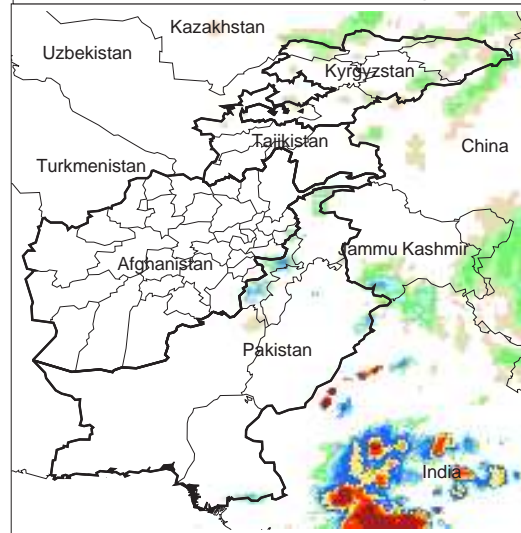 Kazakhstan
Uzbekistan
Kyrgyzstan
Tajikistan
China
Turkmenistan
Jammu Kashmir
Afghanistan
Pakistan
India